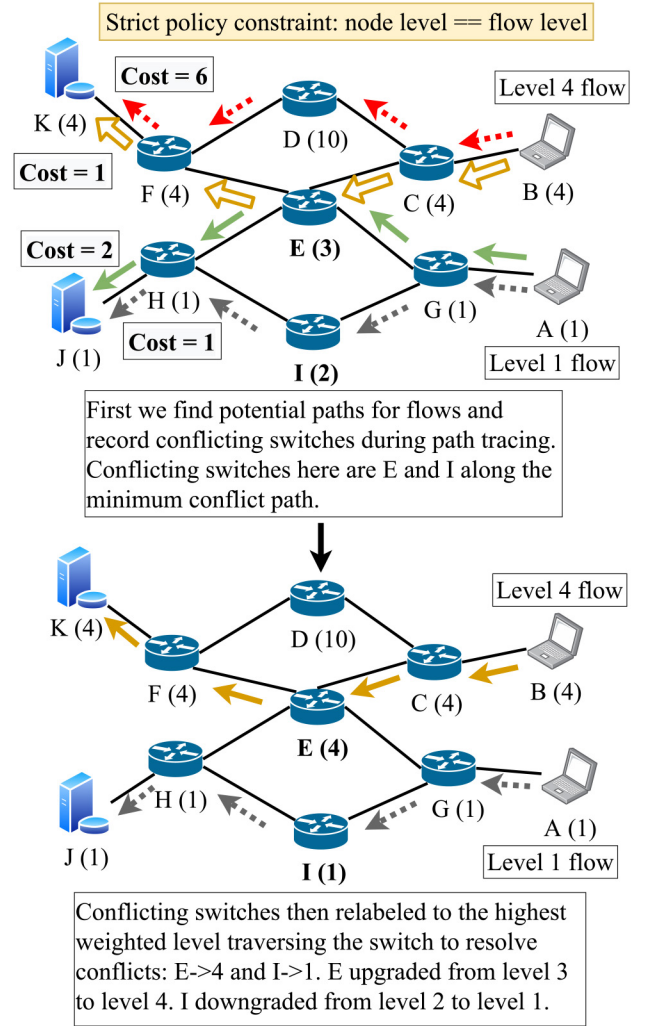 Strict policy constraint: node level == flow level
Cost = 6
Level 4 flow
K (4)
D (10)
Cost = 1
F (4)
C (4)
B (4)
E (3)
Cost = 2
H (1)
G (1)
A (1)
J (1)
Cost = 1
I (2)
Level 1 flow
First we find potential paths for flows and
record conflicting switches during path tracing.
Conflicting switches here are E and I along the
minimum conflict path.
Level 4 flow
K (4)
D (10)
F (4)
C (4)
B (4)
E (4)
H (1)
G (1)
A (1)
J (1)
I (1)
Level 1 flow
Conflicting switches then relabeled to the highest
weighted level traversing the switch to resolve
conflicts: E->4 and I->1. E upgraded from level 3
to level 4. I downgraded from level 2 to level 1.